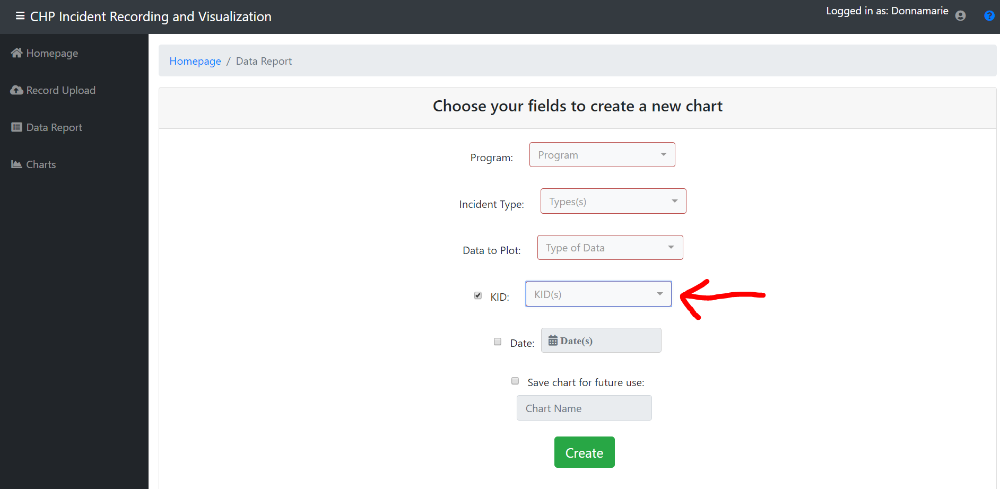 CHP Incident Recording and Visualization
Logged in as: Donnamarie
Homepage
Record Upload
Data Report
Charts
Homepage / Data Report
Choose your fields to create a new chart
Program: Program
Incident Type: Types(s)
Data to Plot: Type of Data
KID: KID(s)
Date: Date(s)
Save chart for future use:
Chart Name
Create